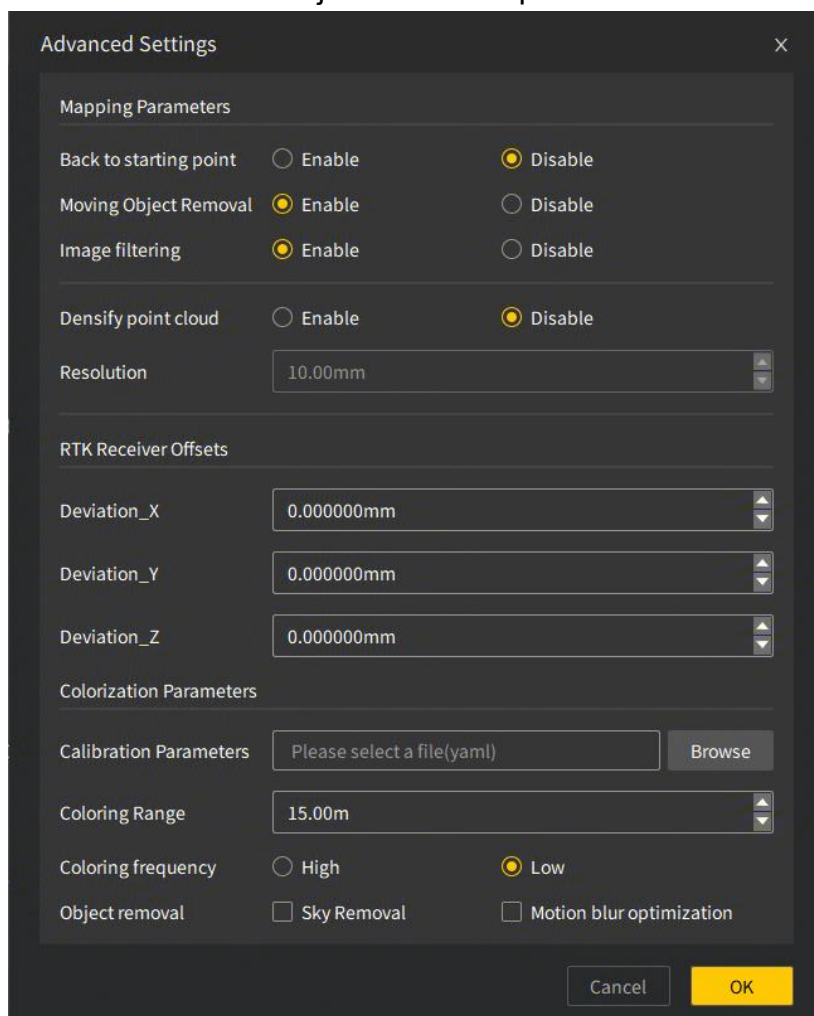 Advanced Settings X
Mapping Parameters
Back to starting point Enable Disable
Moving Object Removal Enable Disable
Image filtering Enable Disable
Densify point cloud Enable Disable
Resolution 10.00mm
RTK Receiver Offsets
Deviation_X 0.000000mm
Deviation_Y 0.000000mm
Deviation_Z 0.000000mm
Colorization Parameters
Calibration Parameters Please select a file(yaml) Browse
Coloring Range 15.00m
Coloring frequency High Low
Object removal Sky Removal Motion blur optimization
Cancel OK